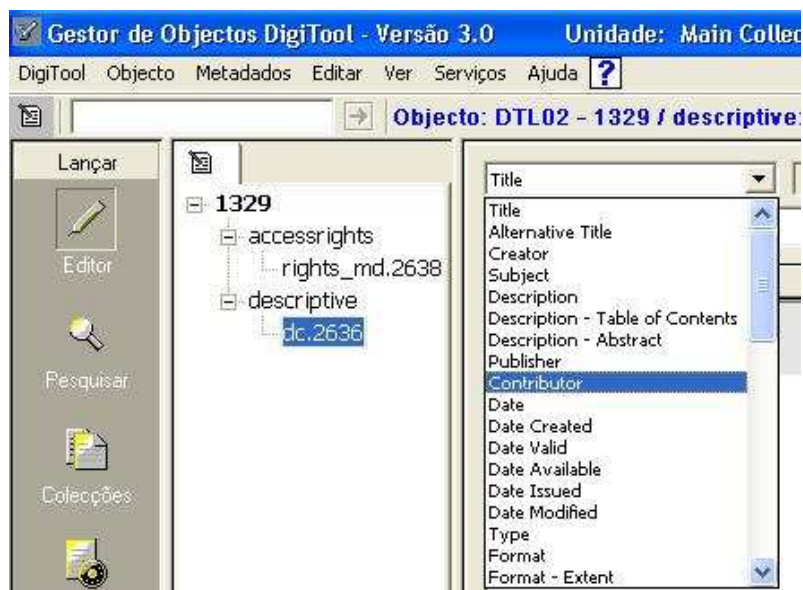 Gestor de Objectos DigiTool - Versão 3.0 Unidade: Main Collec
DigiTool Objecto Metadados Editar Ver Serviços Ajuda ?
Objecto: DTL02 - 1329 / descriptive:
Lançar
Editor
Pesquisar
Colecções
1329
accessrights
rights_md.2638
descriptive
dc.2636
Title
Title
Alternative Title
Creator
Subject
Description
Description - Table of Contents
Description - Abstract
Publisher
Contributor
Date
Date Created
Date Valid
Date Available
Date Issued
Date Modified
Type
Format
Format - Extent